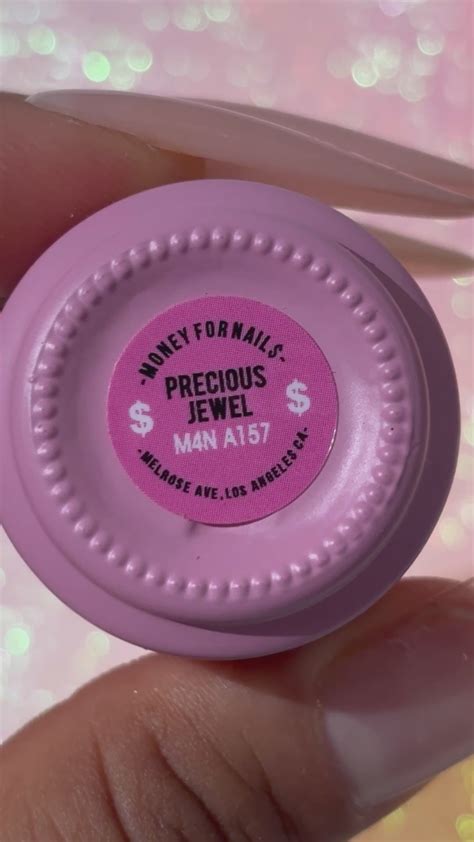 -MONEY FOR NAILS-
PRECIOUS
JEWEL
$ $
M4N A157
-MELROSE AVE, LOS ANGELES CA-